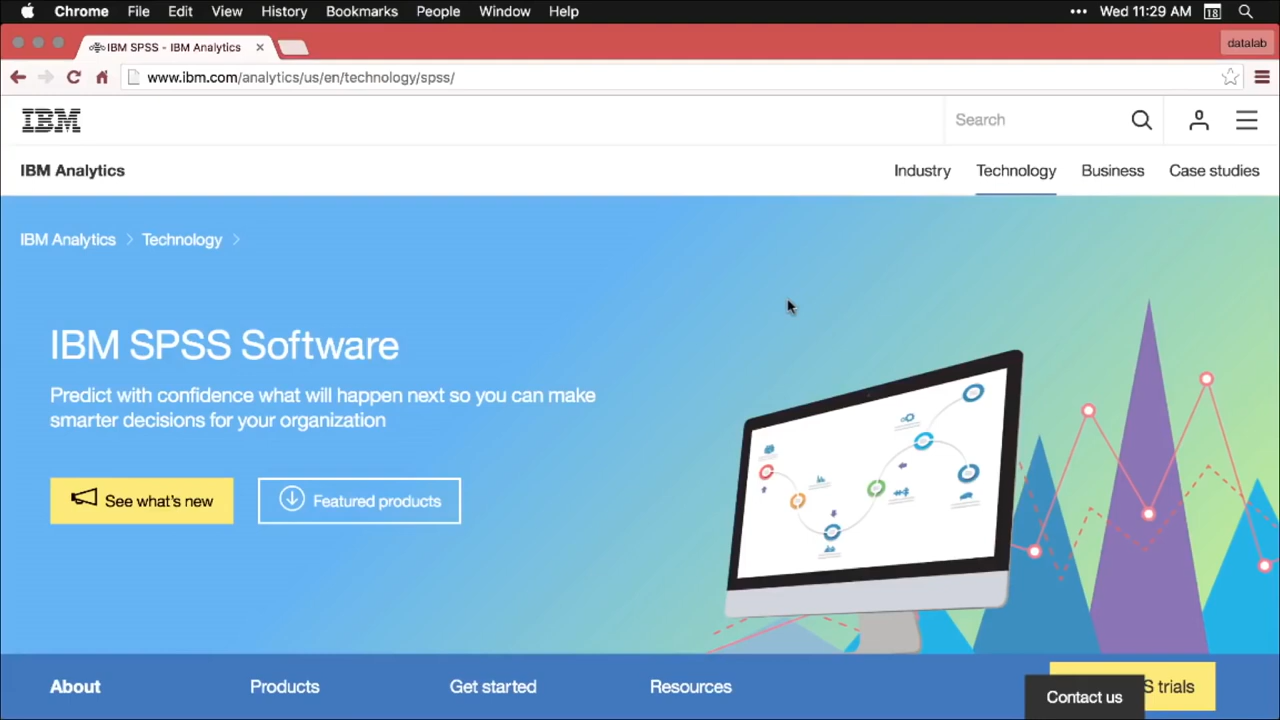 Chrome File Edit View History Bookmarks People Window Help ••• Wed 11:29 AM 18
IBM SPSS - IBM Analytics × datalab
www.ibm.com/analytics/us/en/technology/spss/
IBM Search
IBM Analytics Industry Technology Business Case studies
IBM Analytics > Technology >
IBM SPSS Software
Predict with confidence what will happen next so you can make
smarter decisions for your organization
See what's new Featured products
About Products Get started Resources Contact us S trials